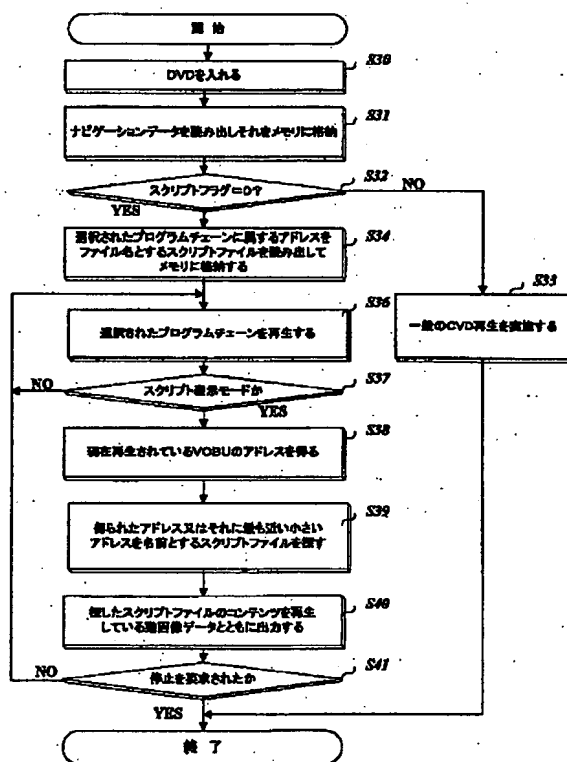 開 始
S30
DVDを入れる
S31
ナビゲーションデータを読み出しそれをメモリに格納
S32
スクリプトフラグ=0?
NO
YES
S34
選択されたプログラムチェーンに属するアドレスを
ファイル名とするスクリプトファイルを読み出して
メモリに格納する
S33
一般のCVD再生を実施する
S36
選択されたプログラムチェーンを再生する
S37
スクリプト表示モードか
NO
YES
S38
現在再生されているVOBUのアドレスを得る
S39
得られたアドレス又はそれに最も近い小さい
アドレスを名前とするスクリプトファイルを探す
S40
探したスクリプトファイルのコンテンツを再生
している動画像データとともに出力する
S41
停止を要求されたか
NO
YES
終 了